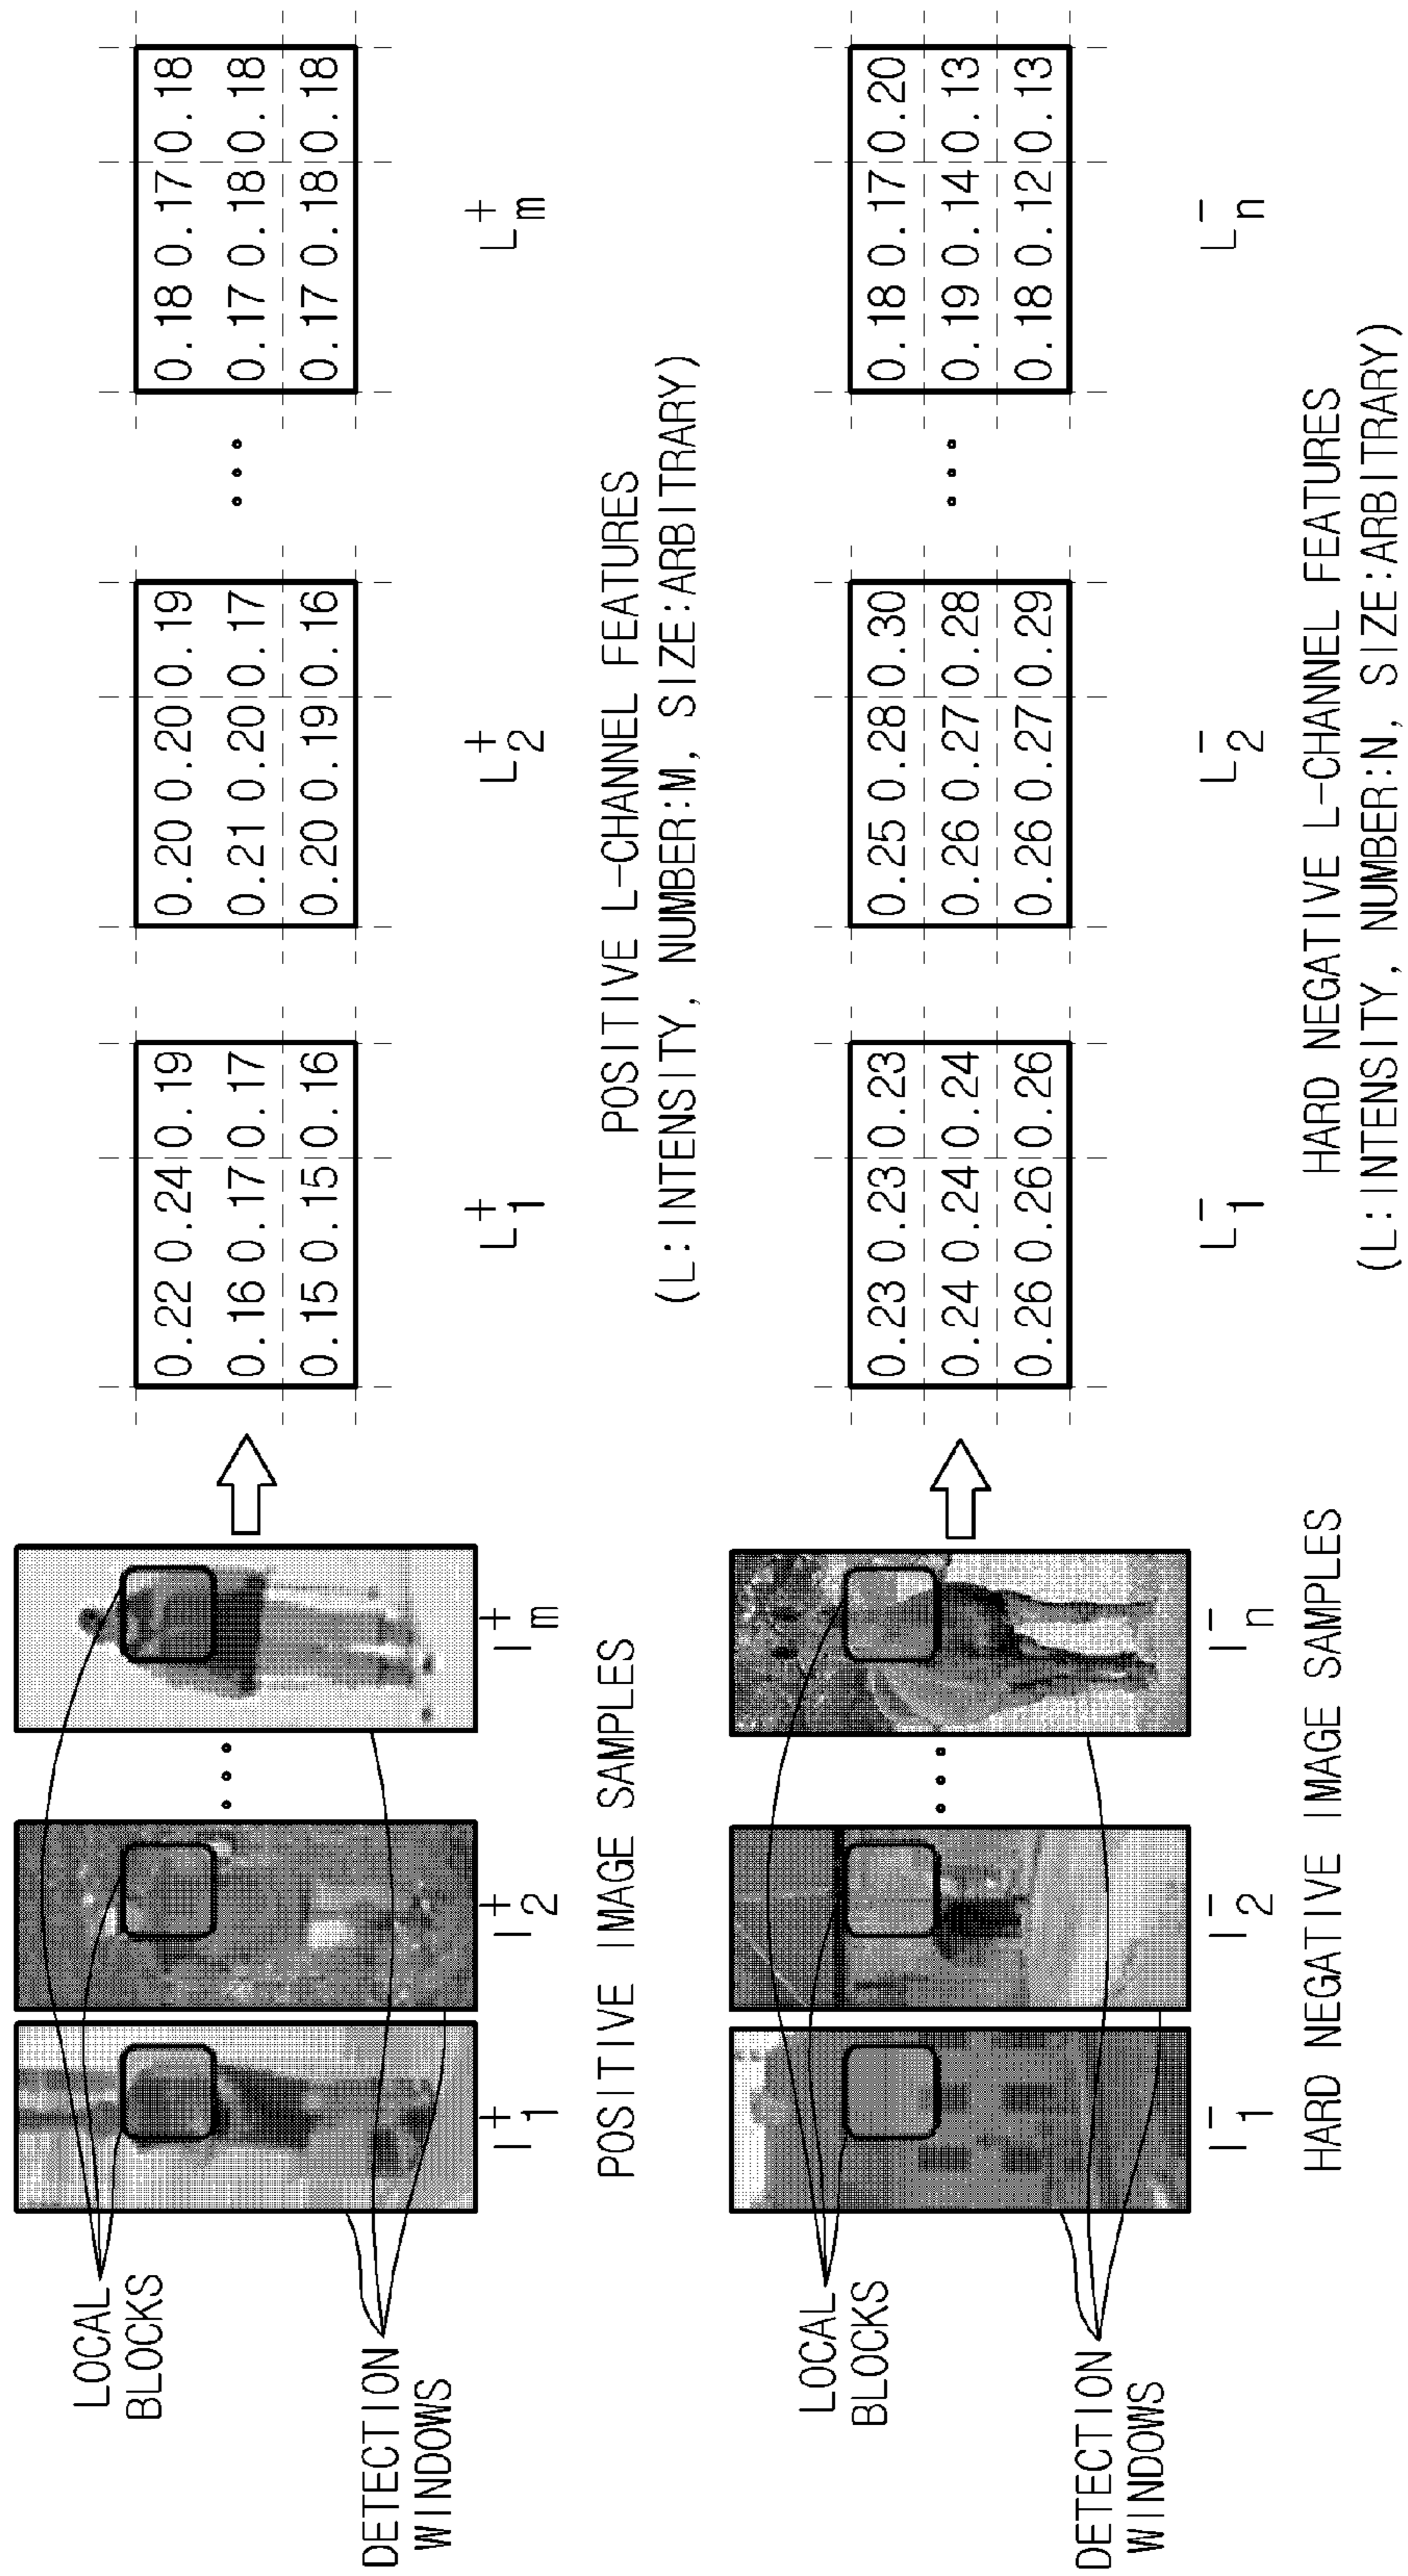 LOCAL
BLOCKS
DETECTION
WINDOWS
I+1 I+2 I+m
POSITIVE IMAGE SAMPLES
0.22 0.24 0.19
0.16 0.17 0.17
0.15 0.15 0.16
L+1
0.20 0.20 0.19
0.21 0.20 0.17
0.20 0.19 0.16
L+2
0.18 0.17 0.18
0.17 0.18 0.18
0.17 0.18 0.18
L+m
POSITIVE L-CHANNEL FEATURES
(L:INTENSITY, NUMBER:M, SIZE:ARBITRARY)
LOCAL
BLOCKS
DETECTION
WINDOWS
I-1 I-2 I-n
HARD NEGATIVE IMAGE SAMPLES
0.23 0.23 0.23
0.24 0.24 0.24
0.26 0.26 0.26
L-1
0.25 0.28 0.30
0.26 0.27 0.28
0.26 0.27 0.29
L-2
0.18 0.17 0.20
0.19 0.14 0.13
0.18 0.12 0.13
L-n
HARD NEGATIVE L-CHANNEL FEATURES
(L:INTENSITY, NUMBER:N, SIZE:ARBITRARY)